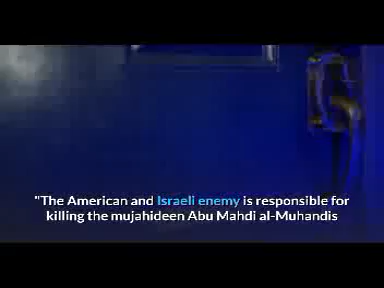 "The American and Israeli enemy is responsible for
killing the mujahideen Abu Mahdi al-Muhandis